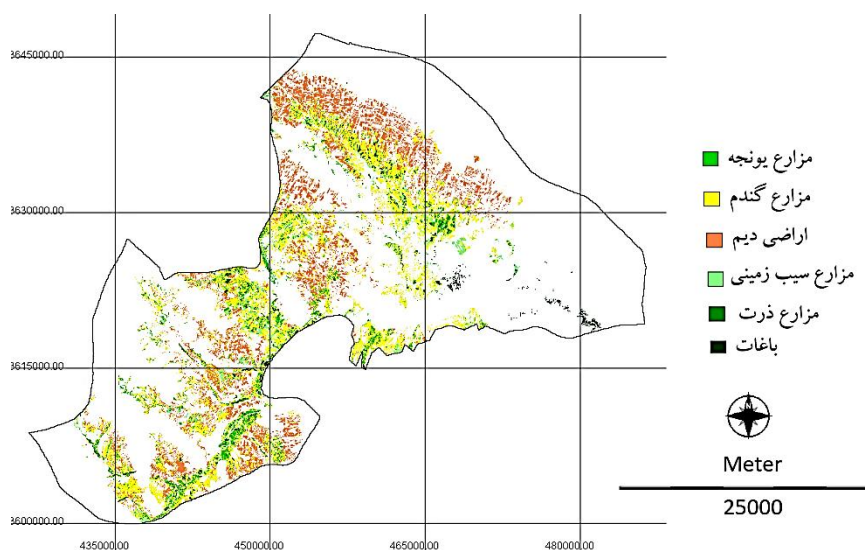 3645000.00
3630000.00
3615000.00
3600000.00
435000.00
450000.00
465000.00
480000.00
مزارع یونجه
مزارع گندم
اراضی دیم
مزارع سیب زمینی
مزارع ذرت
باغات
Meter
25000